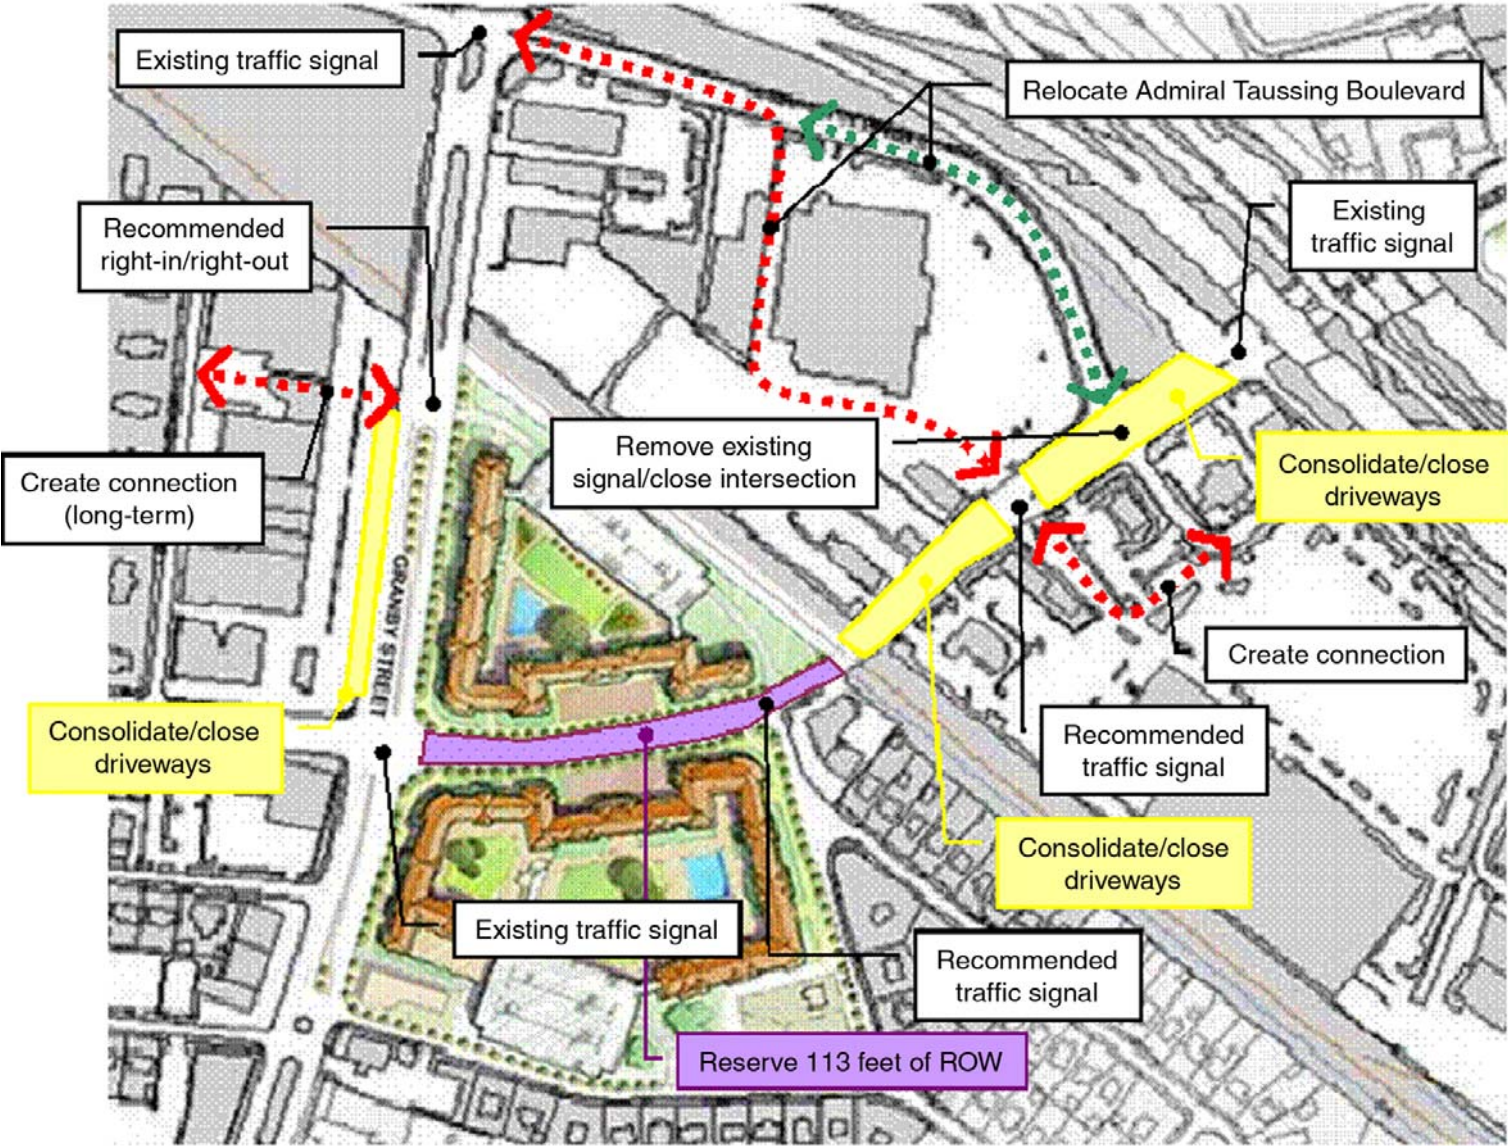 Existing traffic signal
Relocate Admiral Taussing Boulevard
Recommended
right-in/right-out
Existing
traffic signal
Create connection
(long-term)
Remove existing
signal/close intersection
Consolidate/close
driveways
GRANBY STREET
Create connection
Consolidate/close
driveways
Recommended
traffic signal
Consolidate/close
driveways
Existing traffic signal
Recommended
traffic signal
Reserve 113 feet of ROW